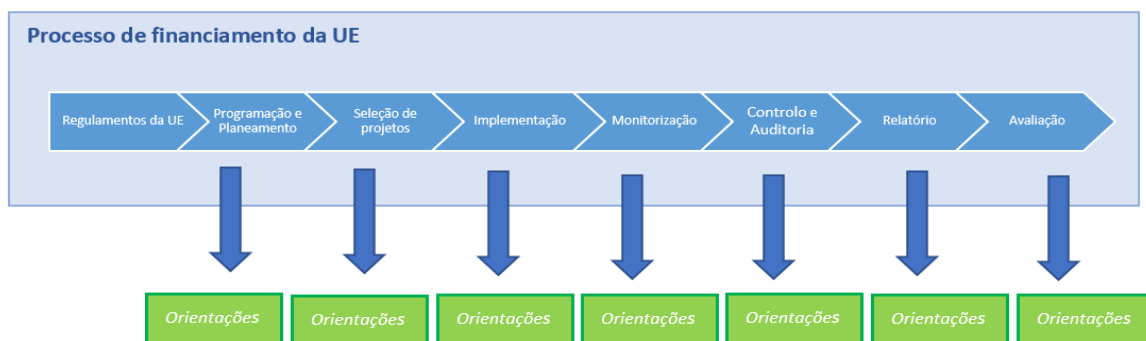 Processo de financiamento da UE
Regulamentos da UE
Programação e
Planeamento
Seleção de
projetos
Implementação
Monitorização
Controlo e
Auditoria
Relatório
Avaliação
Orientações
Orientações
Orientações
Orientações
Orientações
Orientações
Orientações